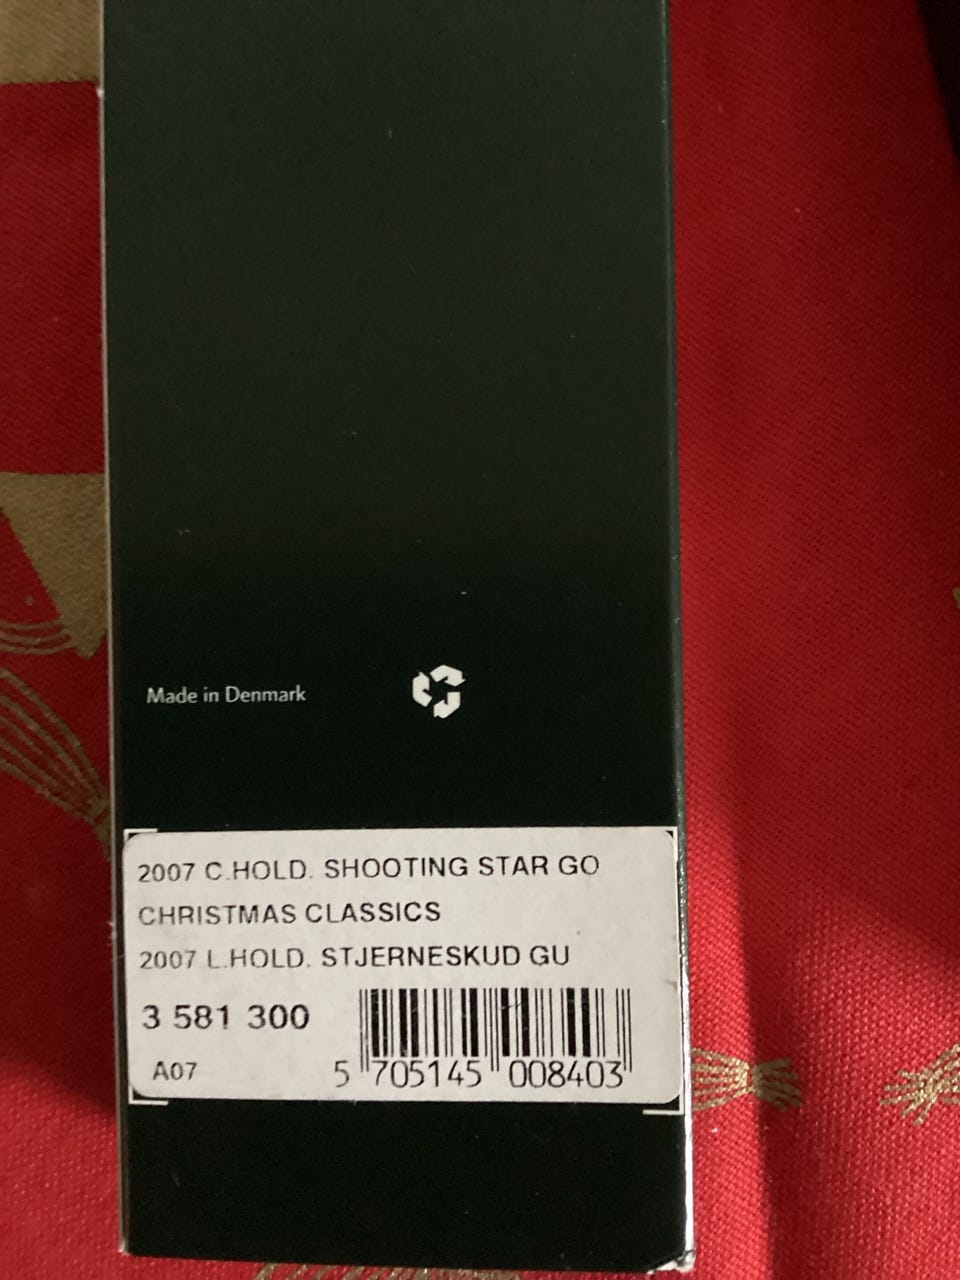 Made in Denmark
2007 C.HOLD. SHOOTING STAR GO
CHRISTMAS CLASSICS
2007 L.HOLD. STJERNESKUD GU
3 581 300
A07
5 705145 008403